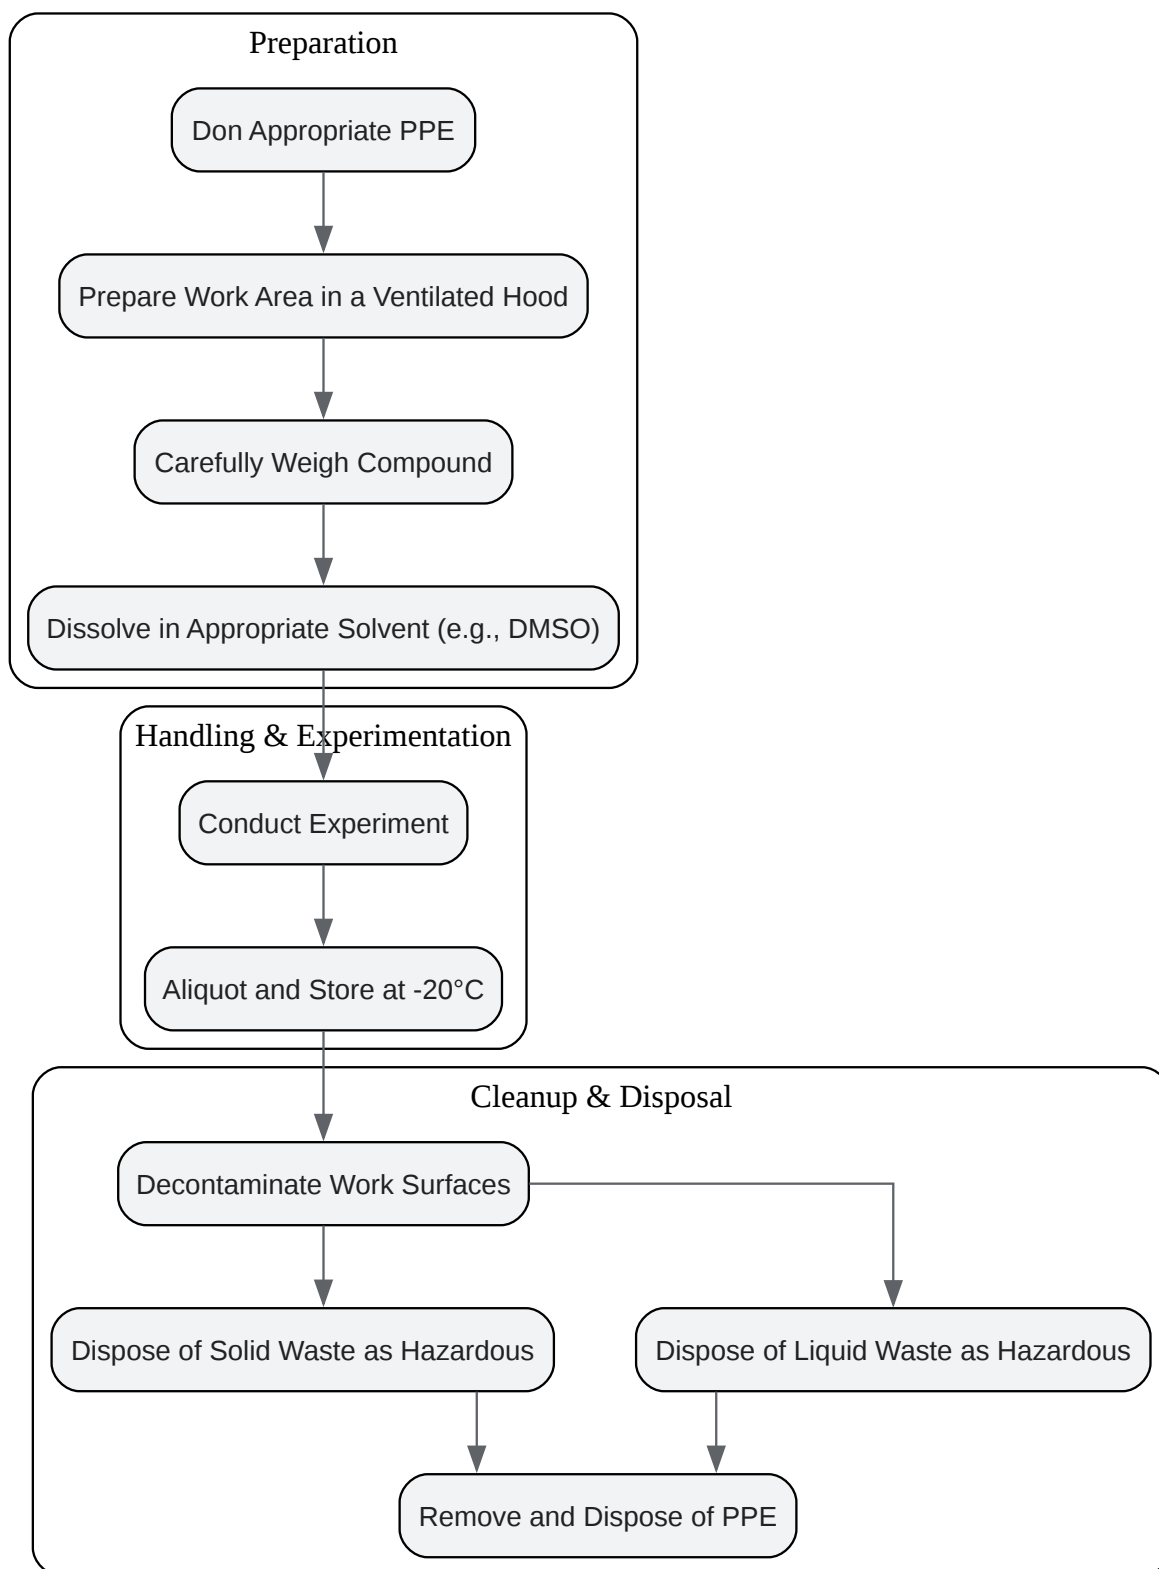 Preparation
Don Appropriate PPE
Prepare Work Area in a Ventilated Hood
Carefully Weigh Compound
Dissolve in Appropriate Solvent (e.g., DMSO)
Handling & Experimentation
Conduct Experiment
Aliquot and Store at -20°C
Cleanup & Disposal
Decontaminate Work Surfaces
Dispose of Solid Waste as Hazardous
Dispose of Liquid Waste as Hazardous
Remove and Dispose of PPE